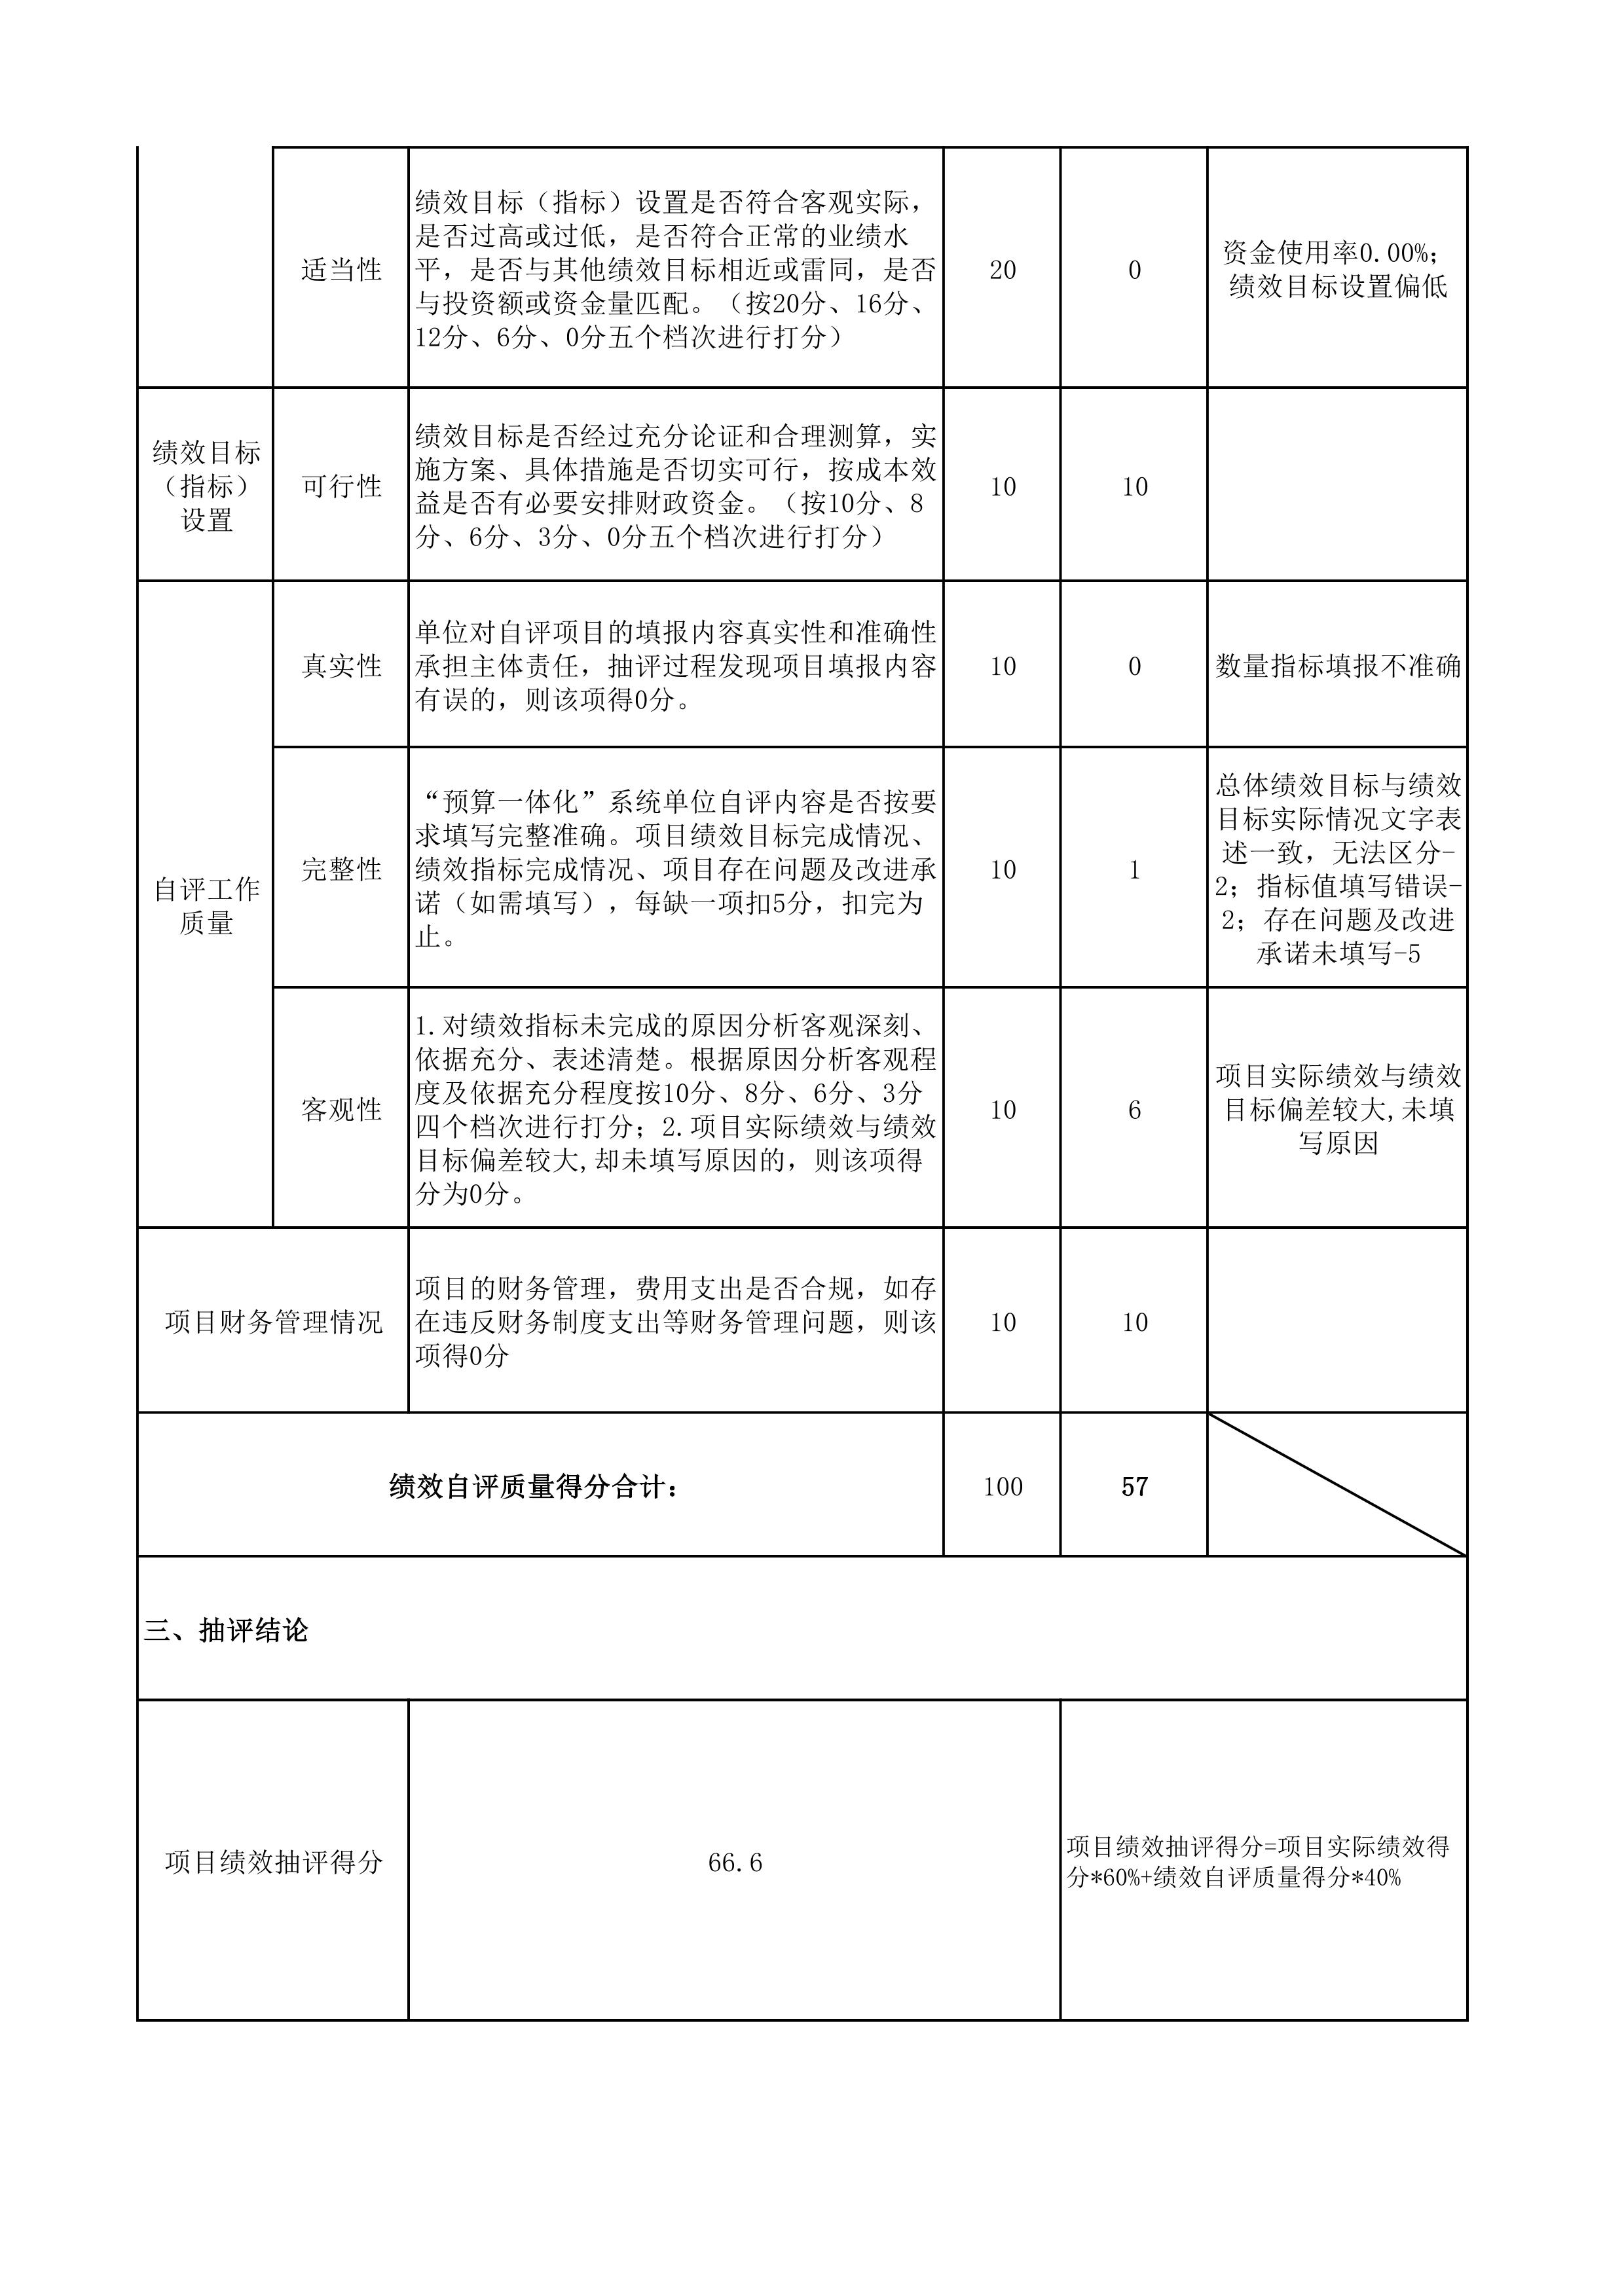 适当性
绩效目标（指标）设置是否符合客观实际，
是否过高或过低，是否符合正常的业绩水
平，是否与其他绩效目标相近或雷同，是否
与投资额或资金量匹配。（按20分、16分、
12分、6分、0分五个档次进行打分）
20
0
资金使用率0.00%；
绩效目标设置偏低
绩效目标
（指标）
设置
可行性
绩效目标是否经过充分论证和合理测算，实
施方案、具体措施是否切实可行，按成本效
益是否有必要安排财政资金。（按10分、8
分、6分、3分、0分五个档次进行打分）
10
10
自评工作
质量
真实性
单位对自评项目的填报内容真实性和准确性
承担主体责任，抽评过程发现项目填报内容
有误的，则该项得0分。
10
0
数量指标填报不准确
完整性
“预算一体化”系统单位自评内容是否按要
求填写完整准确。项目绩效目标完成情况、
绩效指标完成情况、项目存在问题及改进承
诺（如需填写），每缺一项扣5分，扣完为
止。
10
1
总体绩效目标与绩效
目标实际情况文字表
述一致，无法区分-
2；指标值填写错误-
2；存在问题及改进
承诺未填写-5
客观性
1.对绩效指标未完成的原因分析客观深刻、
依据充分、表述清楚。根据原因分析客观程
度及依据充分程度按10分、8分、6分、3分
四个档次进行打分；2.项目实际绩效与绩效
目标偏差较大,却未填写原因的，则该项得
分为0分。
10
6
项目实际绩效与绩效
目标偏差较大,未填
写原因
项目财务管理情况
项目的财务管理，费用支出是否合规，如存
在违反财务制度支出等财务管理问题，则该
项得0分
10
10
绩效自评质量得分合计：
100
57
三、抽评结论
项目绩效抽评得分
66.6
项目绩效抽评得分=项目实际绩效得
分*60%+绩效自评质量得分*40%